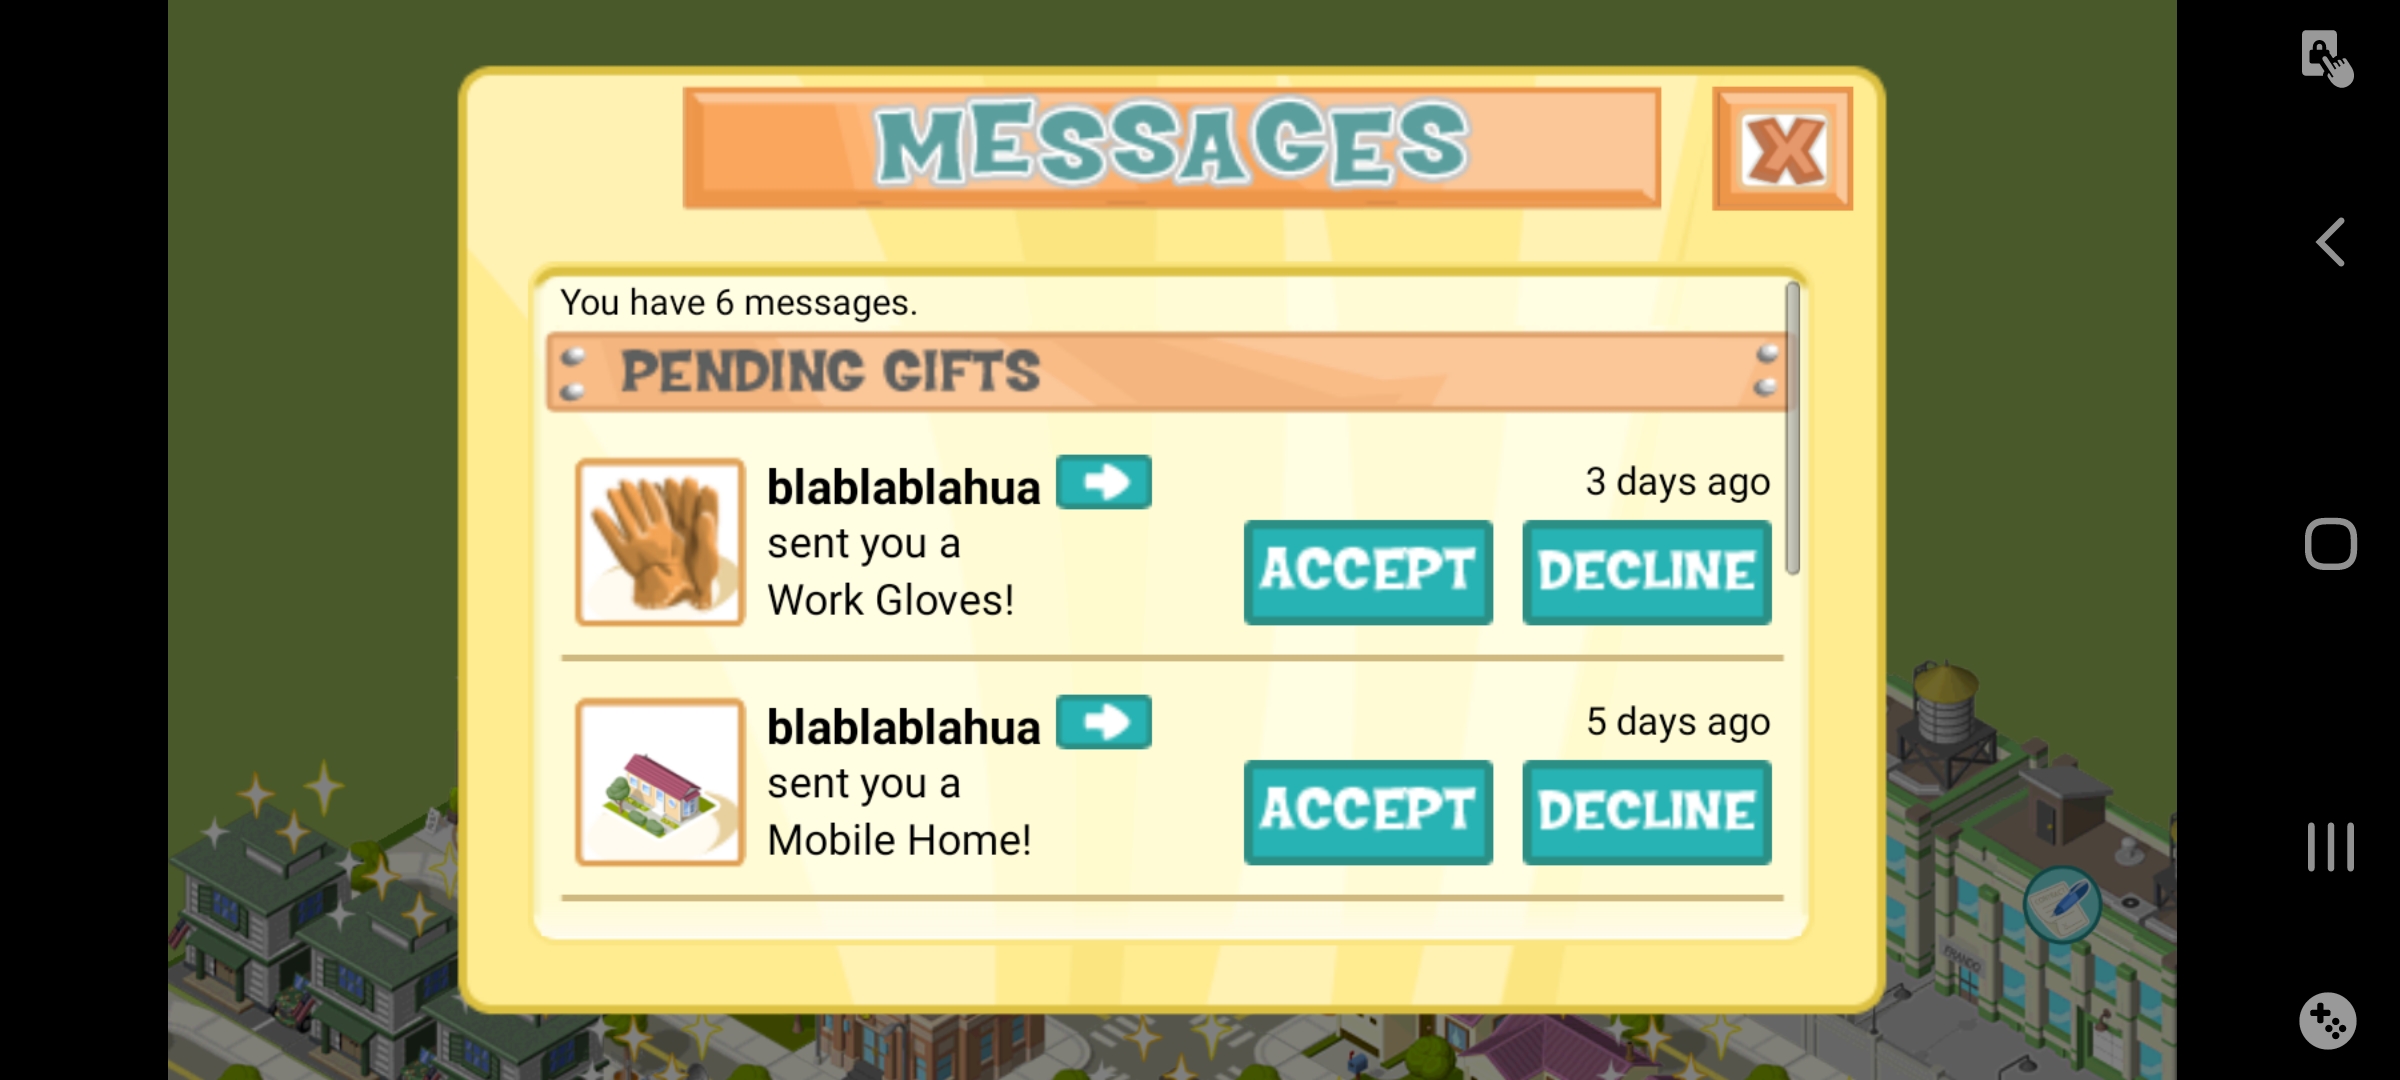 MESSAGES
You have 6 messages.
PENDING GIFTS
blablablahua
3 days ago
sent you a
Work Gloves!
ACCEPT
DECLINE
blablablahua
5 days ago
sent you a
Mobile Home!
ACCEPT
DECLINE